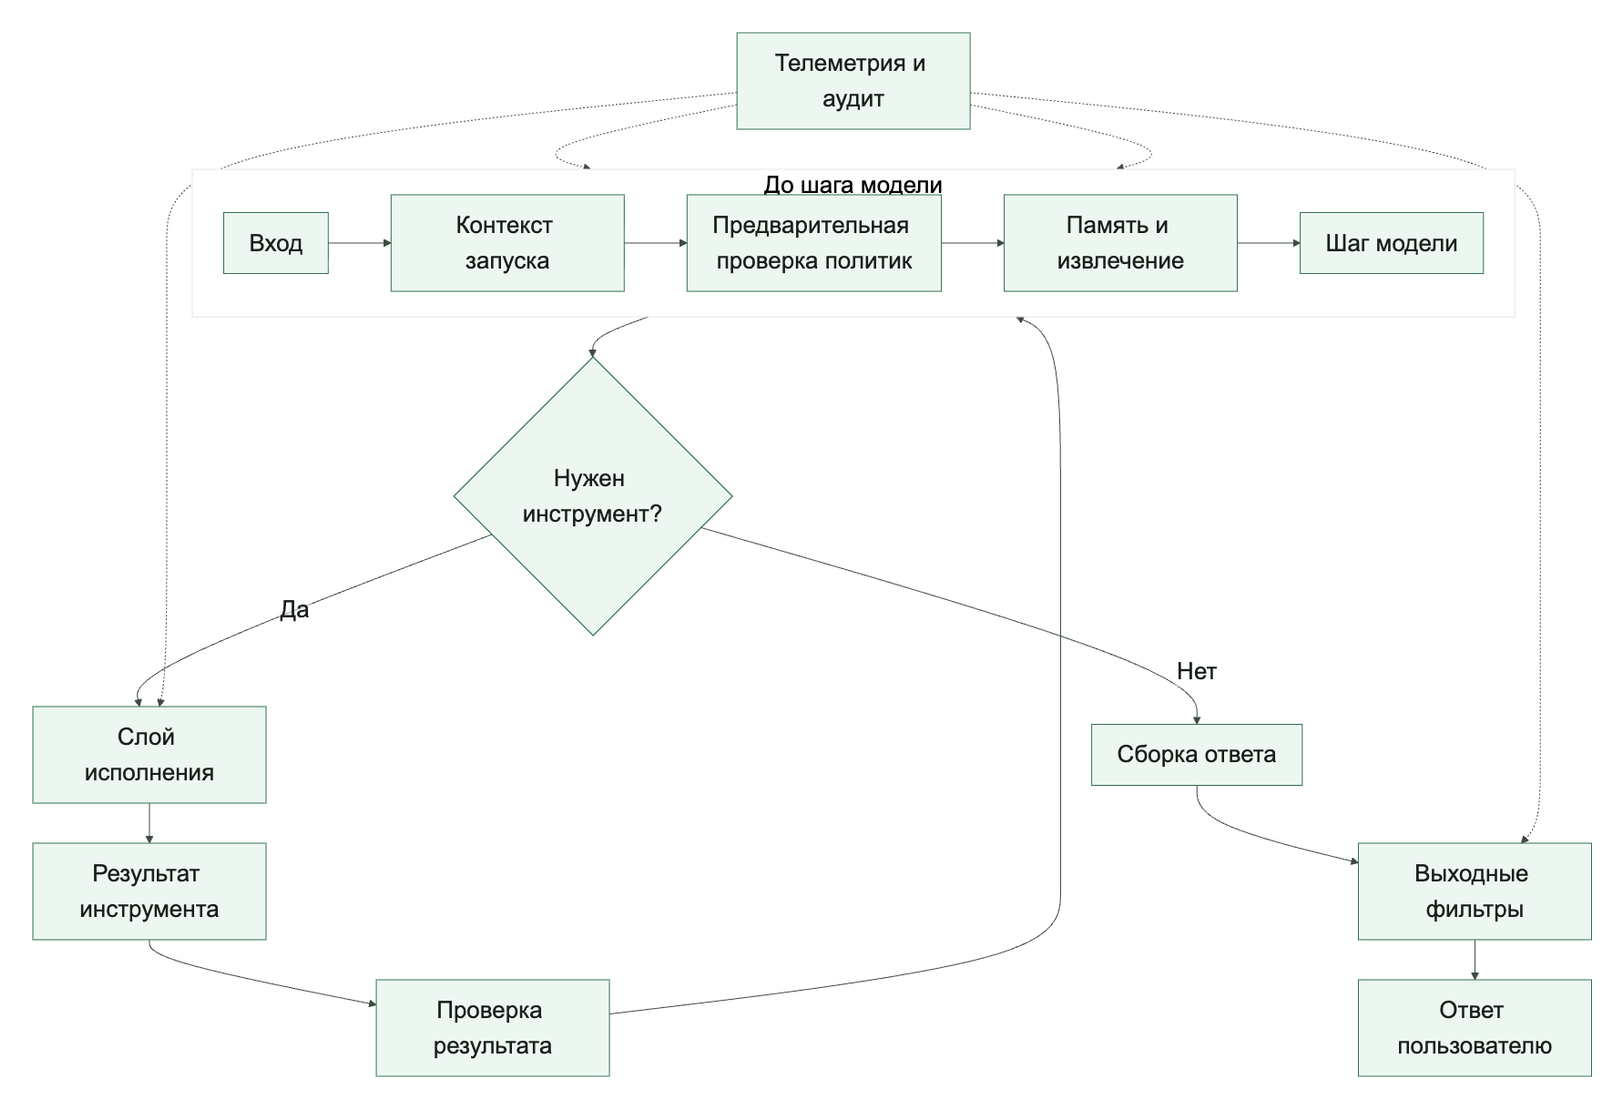 Телеметрия и
аудит
До шага модели
Вход
Контекст
запуска
Предварительная
проверка политик
Память и
извлечение
Шаг модели
Нужен
инструмент?
Да
Нет
Слой
исполнения
Сборка ответа
Результат
инструмента
Выходные
фильтры
Проверка
результата
Ответ
пользователю